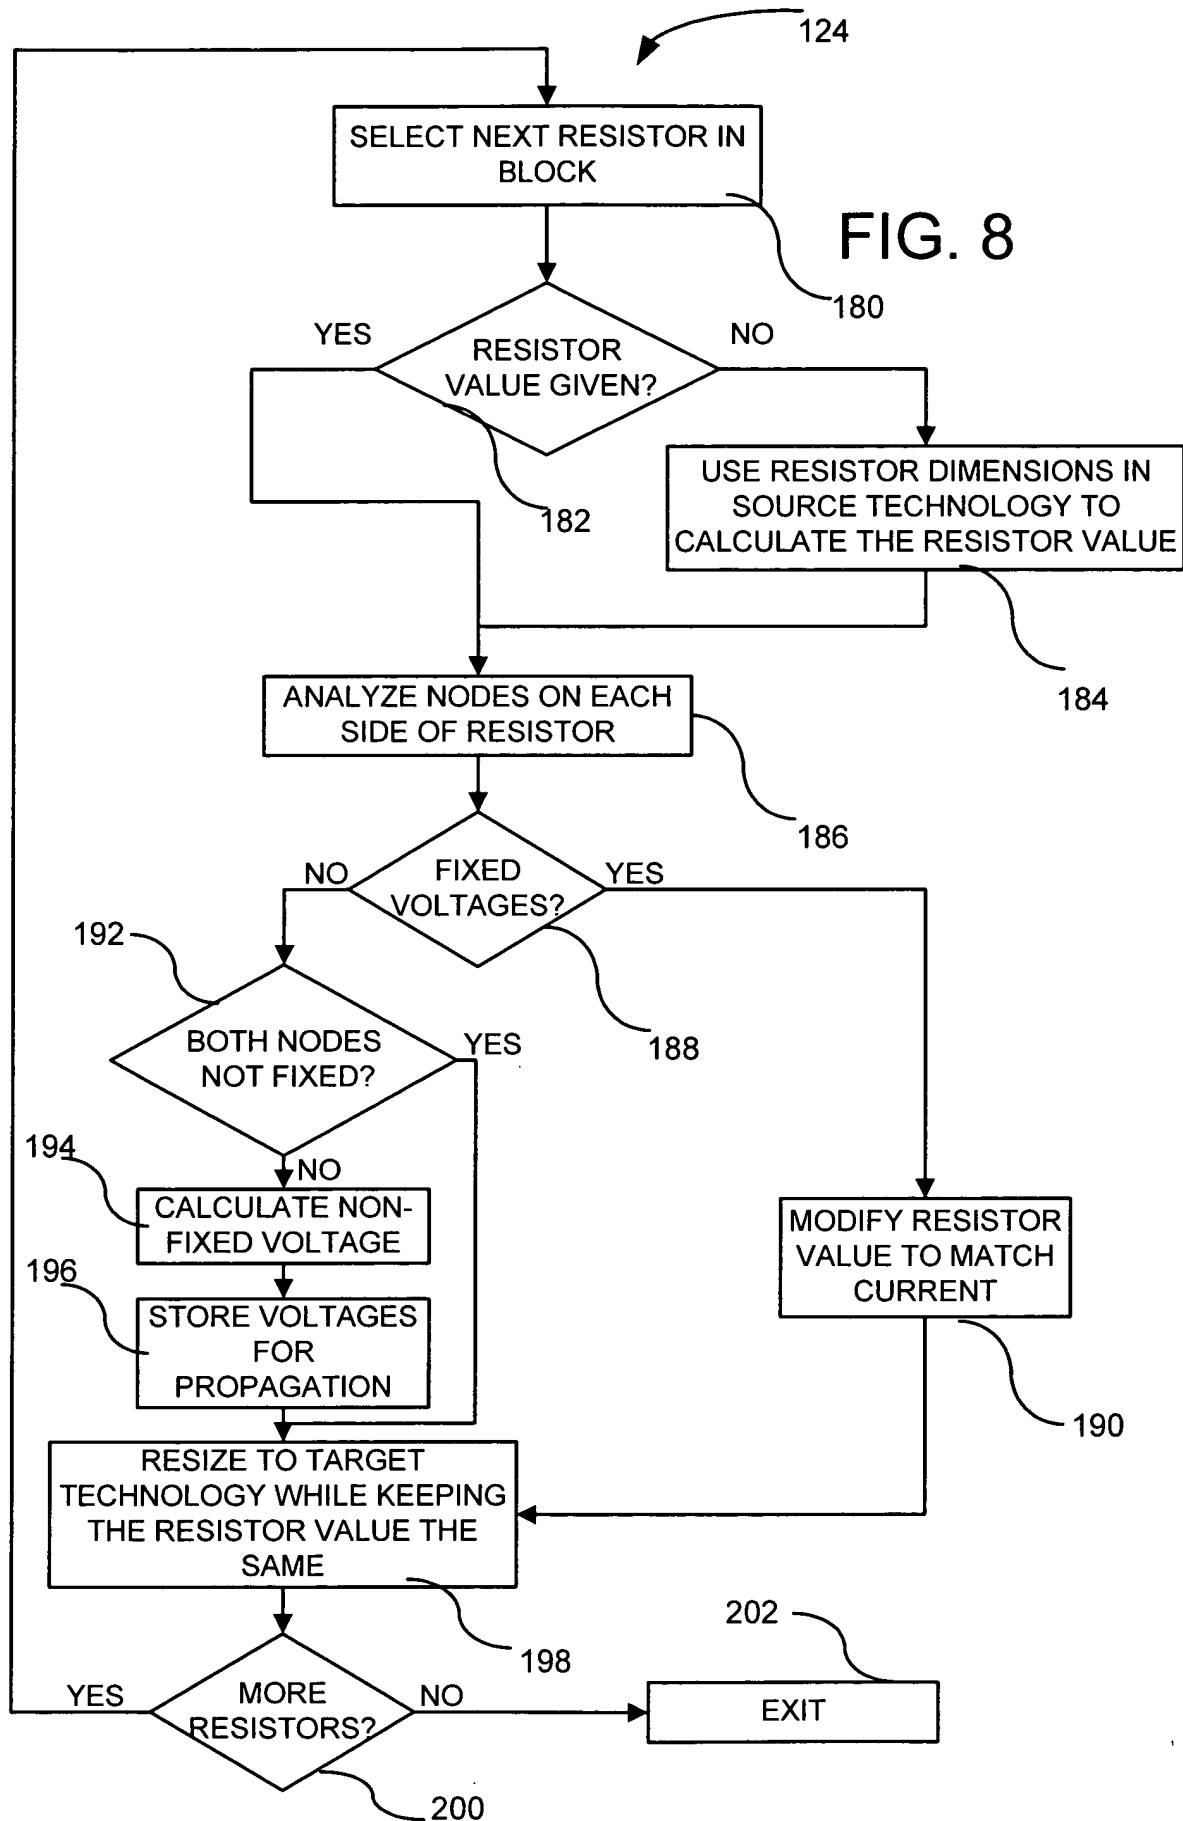 124
SELECT NEXT RESISTOR IN
BLOCK
FIG. 8
180
YES
NO
RESISTOR
VALUE GIVEN?
182
USE RESISTOR DIMENSIONS IN
SOURCE TECHNOLOGY TO
CALCULATE THE RESISTOR VALUE
184
ANALYZE NODES ON EACH
SIDE OF RESISTOR
186
NO
FIXED
VOLTAGES?
YES
188
192
BOTH NODES
NOT FIXED?
YES
194
NO
CALCULATE NON-
FIXED VOLTAGE
196
STORE VOLTAGES
FOR
PROPAGATION
MODIFY RESISTOR
VALUE TO MATCH
CURRENT
190
RESIZE TO TARGET
TECHNOLOGY WHILE KEEPING
THE RESISTOR VALUE THE
SAME
198
202
YES
MORE
RESISTORS?
NO
EXIT
200